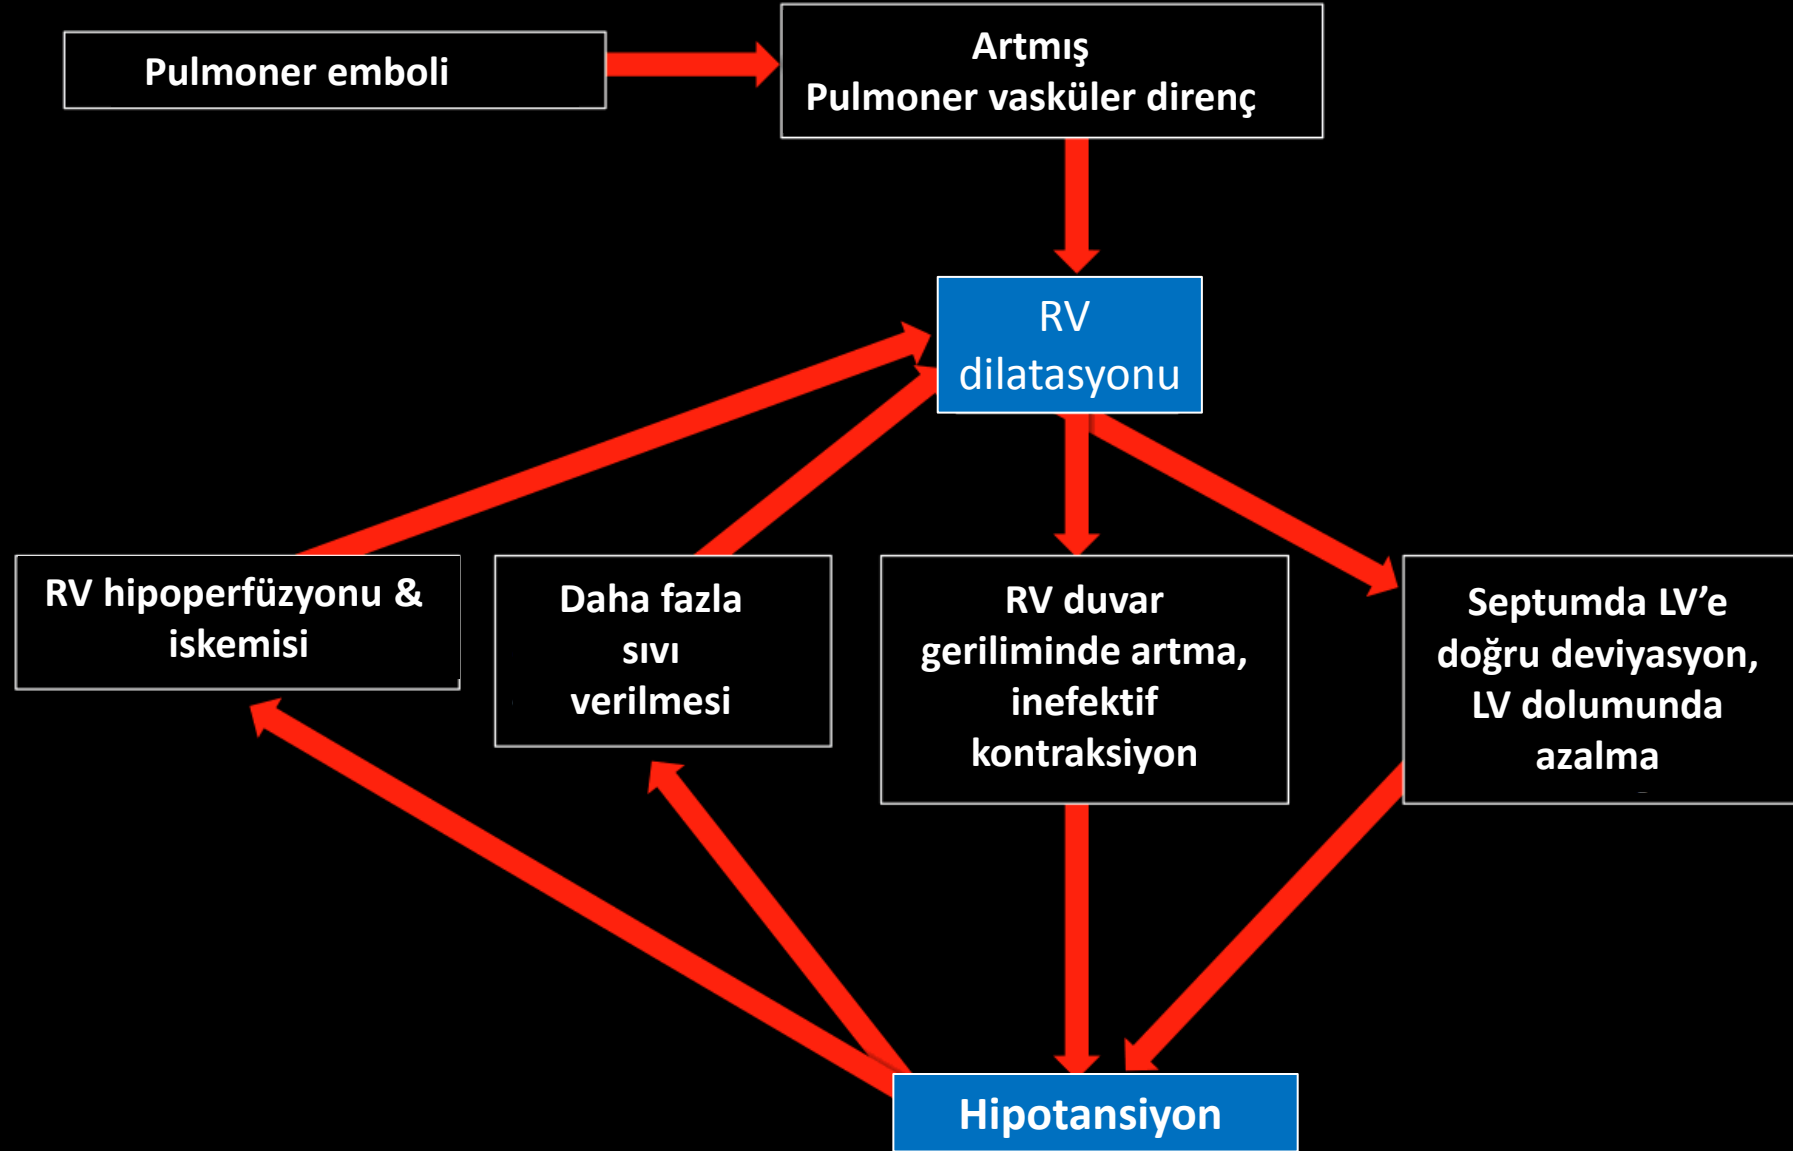 Pulmoner emboli
Artmış
Pulmoner vasküler direnç
RV
dilatasyonu
RV hipoperfüzyonu &
iskemisi
Daha fazla
sıvı
verilmesi
RV duvar
geriliminde artma,
inefektif
kontraksiyon
Septumda LV’e
doğru deviyasyon,
LV dolumunda
azalma
Hipotansiyon